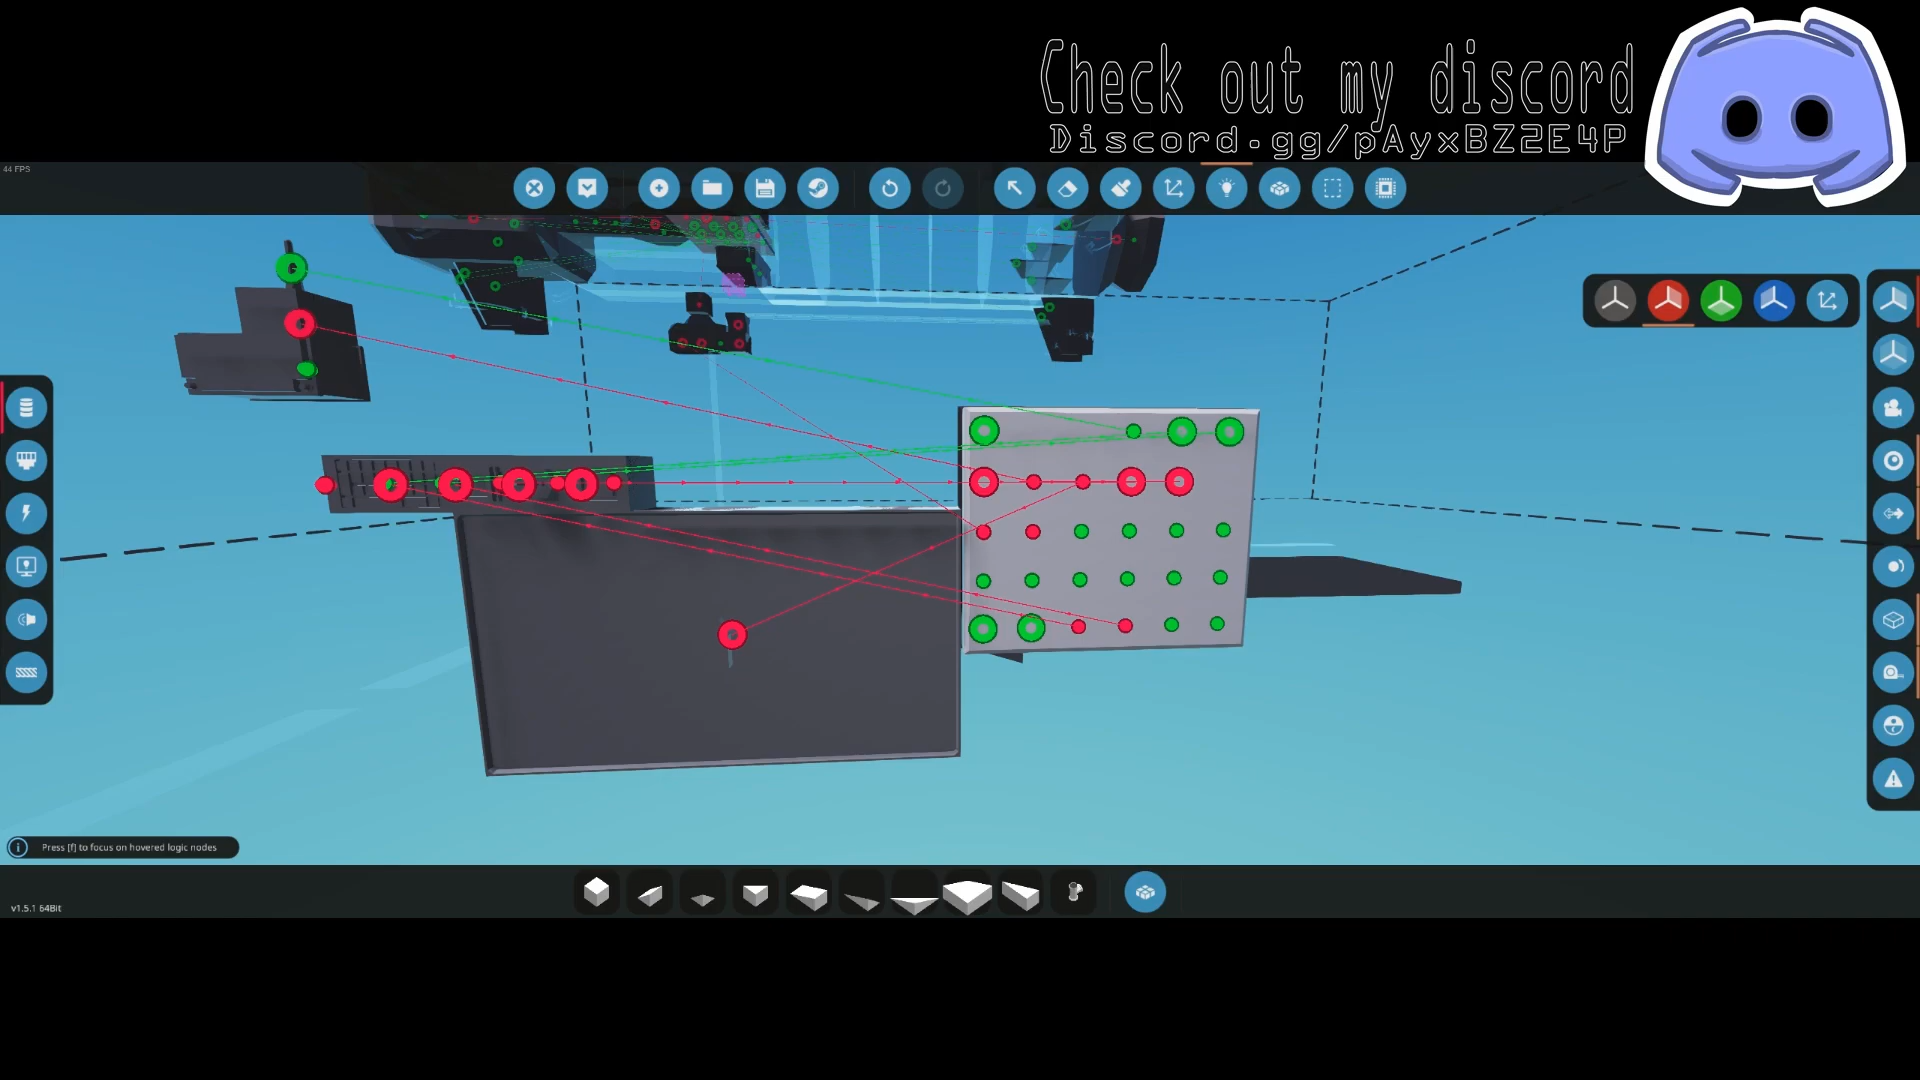 Check out my discord
Discord.gg/pAyxBZ2E4P
44 FPS
Press [f] to focus on hovered logic nodes
v1.5.1 64Bit